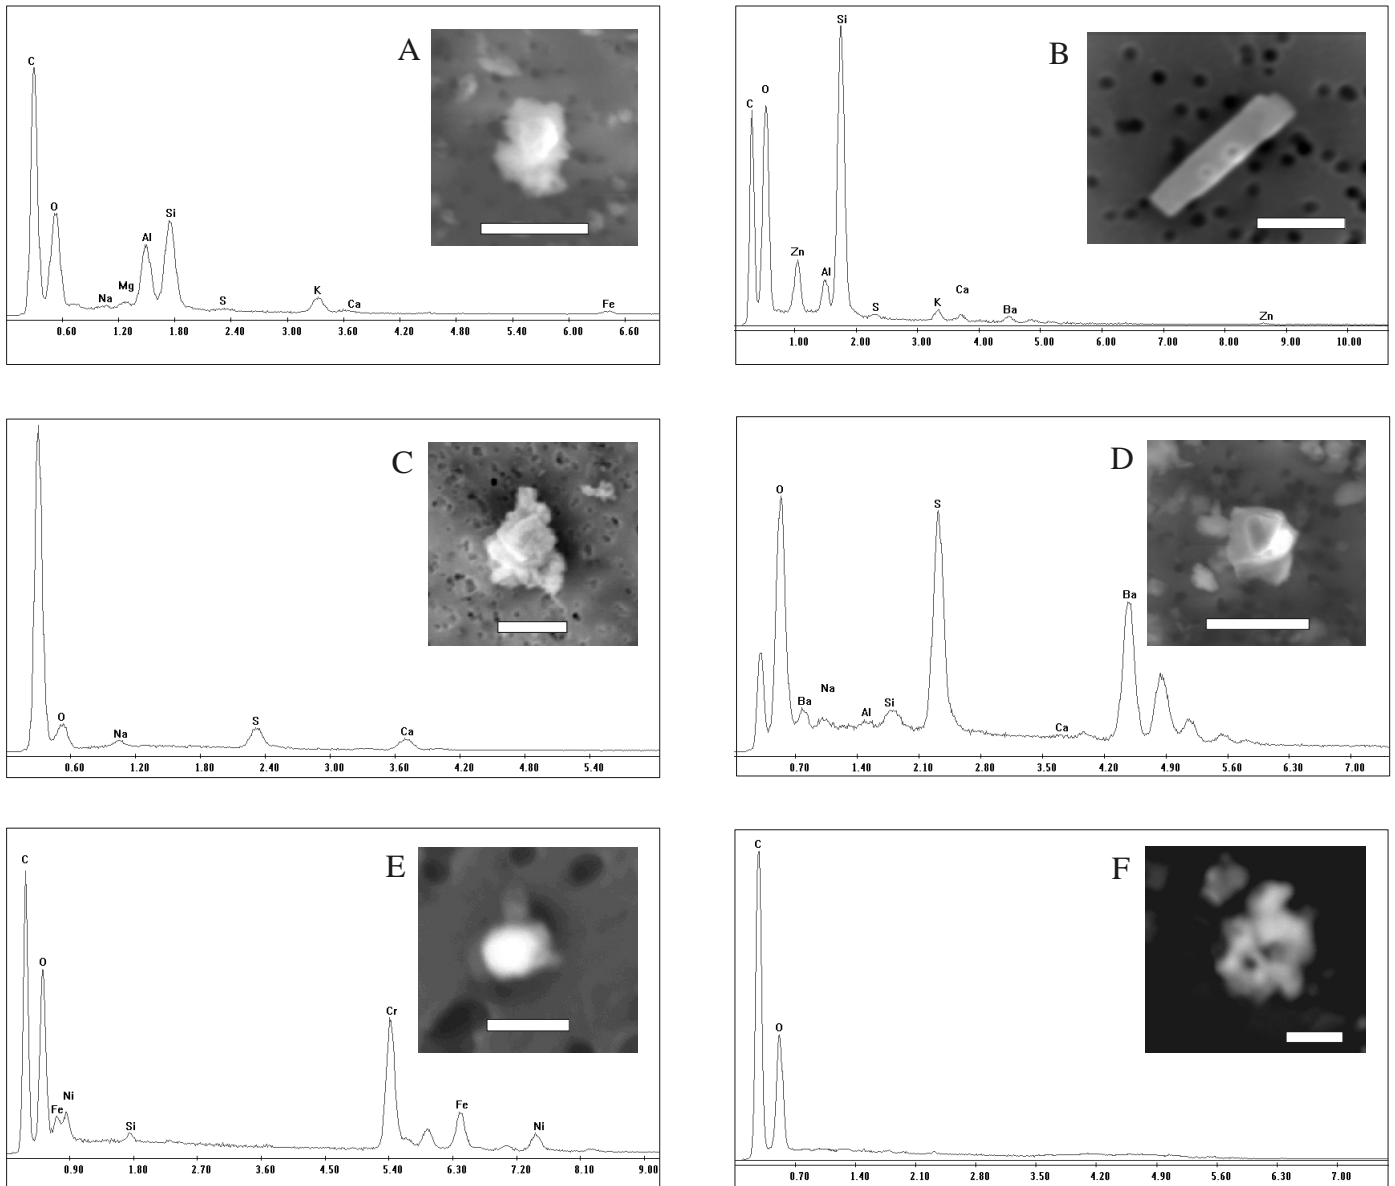 A
C
O
Na
Mg
Al
Si
S
K
Ca
Fe
0.60 1.20 1.80 2.40 3.00 3.60 4.20 4.80 5.40 6.00 6.60
B
C
O
Zn
Al
Si
S
K
Ca
Ba
Zn
1.00 2.00 3.00 4.00 5.00 6.00 7.00 8.00 9.00 10.00
C
O
Na
S
Ca
0.60 1.20 1.80 2.40 3.00 3.60 4.20 4.80 5.40
D
O
Ba
Na
Al
Si
S
Ca
Ba
0.70 1.40 2.10 2.80 3.50 4.20 4.90 5.60 6.30 7.00
E
C
O
Fe
Ni
Si
Cr
Fe
Ni
0.90 1.80 2.70 3.60 4.50 5.40 6.30 7.20 8.10 9.00
F
C
O
0.70 1.40 2.10 2.80 3.50 4.20 4.90 5.60 6.30 7.00